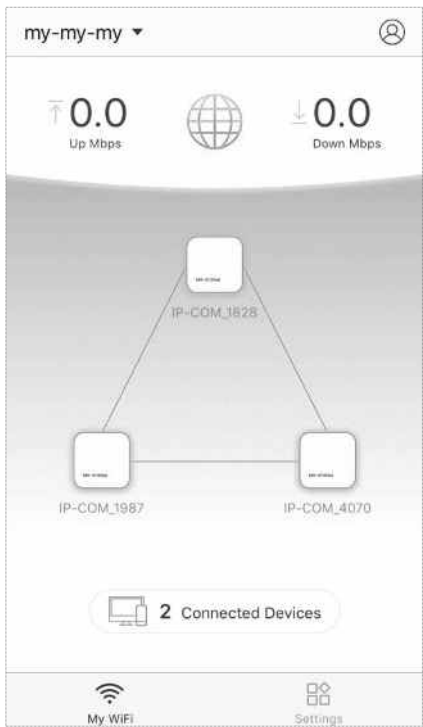 my-my-my
0.0
Up Mbps
0.0
Down Mbps
IP-COM_1828
IP-COM_1987
IP-COM_4070
2 Connected Devices
My WiFi
Settings